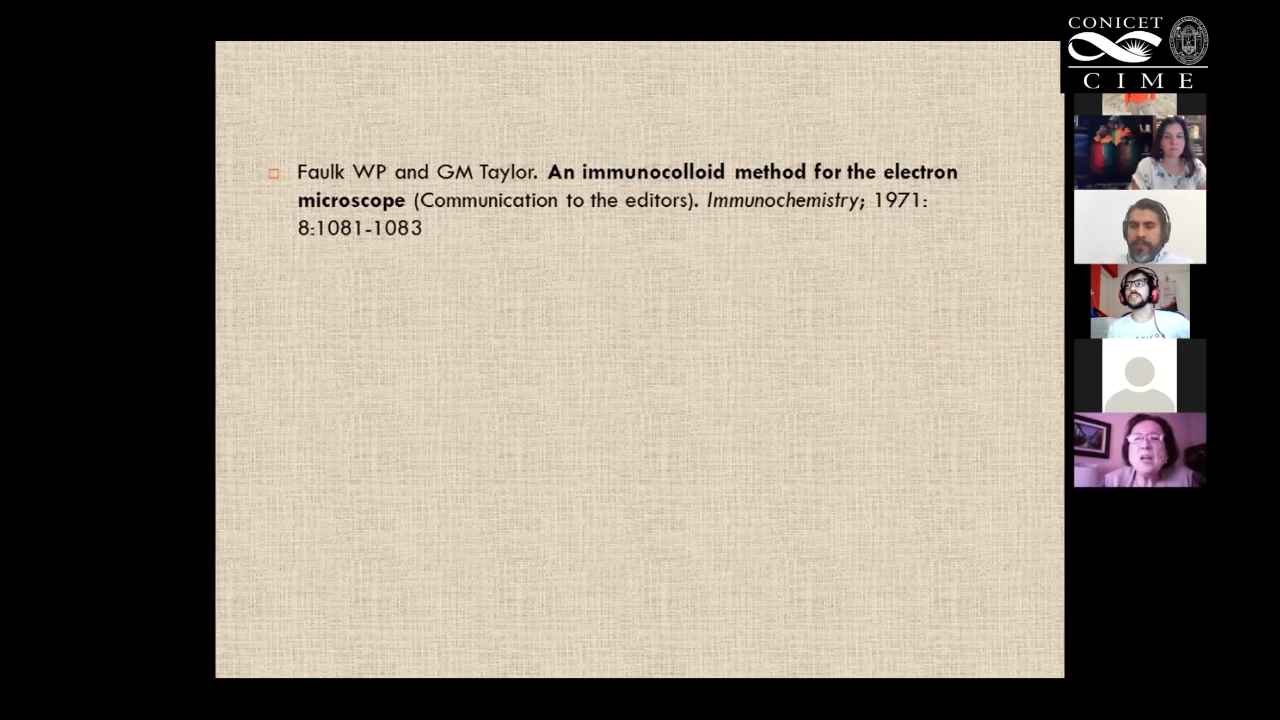 CONICET
CIME
Faulk WP and GM Taylor. An immunocolloid method for the electron
microscope (Communication to the editors). Immunochemistry; 1971:
8:1081-1083